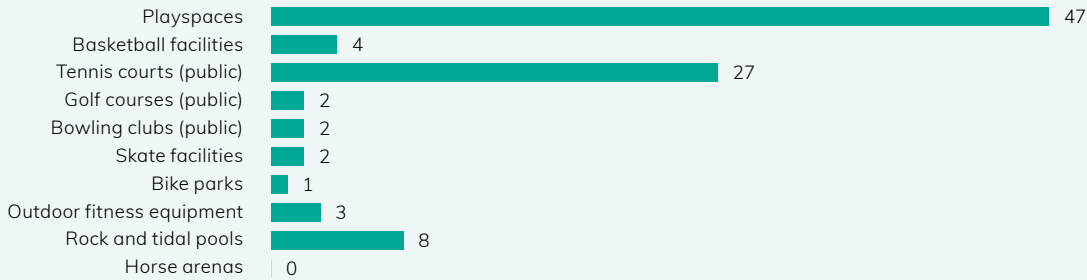 Playspaces 47
Basketball facilities 4
Tennis courts (public) 27
Golf courses (public) 2
Bowling clubs (public) 2
Skate facilities 2
Bike parks 1
Outdoor fitness equipment 3
Rock and tidal pools 8
Horse arenas 0